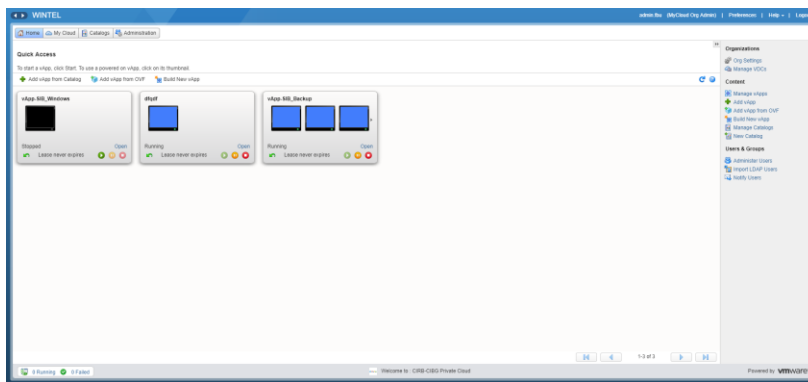 WINTEL
admin.fbu (MyCloud Org Admin) | Preferences | Help | Logo
Home My Cloud Catalogs Administration
Quick Access
To start a vApp, click Start. To use a powered on vApp, click on its thumbnail.
Add vApp from Catalog Add vApp from OVF Build New vApp
vApp-SIB_Windows
Stopped Open
Lease never expires
dfqdf
Running Open
Lease never expires
vApp-SIB_Backup
Running Open
Lease never expires
Organizations
Org Settings
Manage VDCs
Content
Manage vApps
Add vApp
Add vApp from OVF
Build New vApp
Manage Catalogs
New Catalog
Users & Groups
Administer Users
Import LDAP Users
Notify Users
1-3 of 3
0 Running 0 Failed
Welcome to : CIRB-CIBG Private Cloud
Powered by vmware